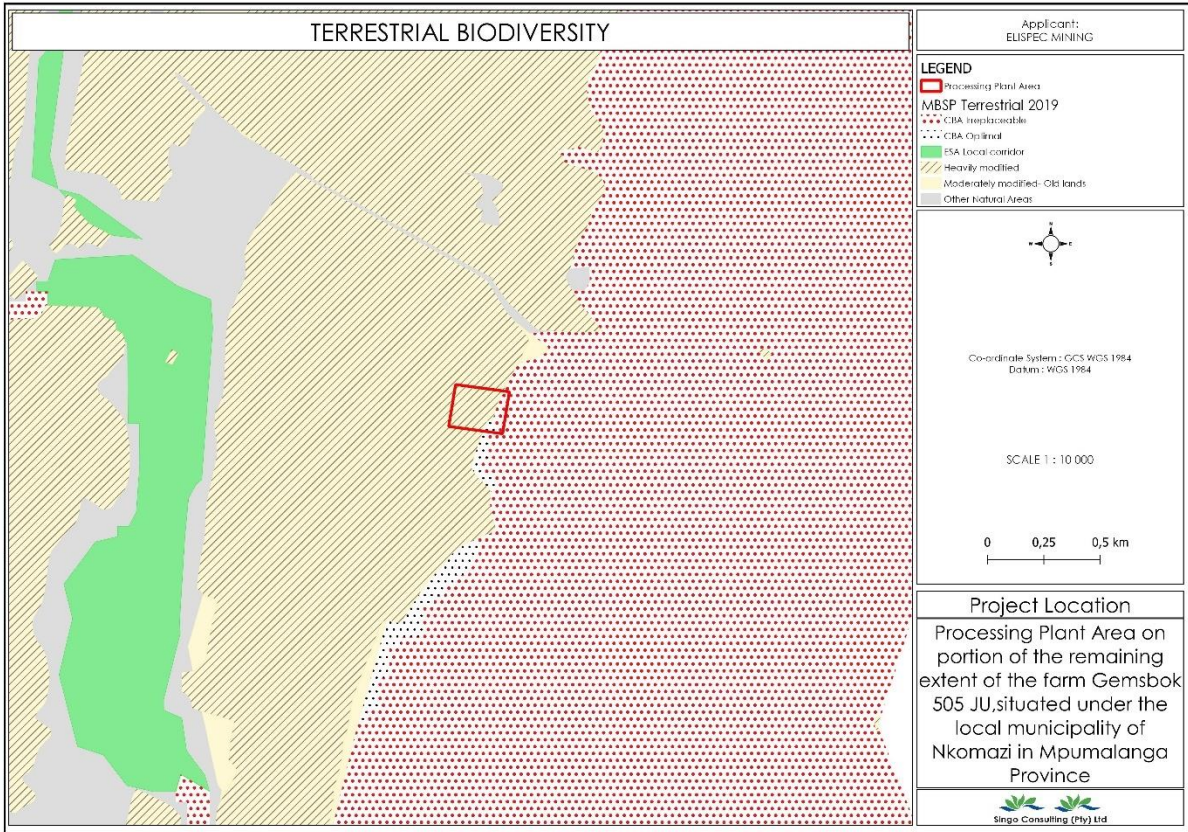 TERRESTRIAL BIODIVERSITY
Applicant:
ELISPEC MINING
LEGEND
Processing Plant Area
MBSP Terrestrial 2019
CBA Irreplaceable
CBA Optimal
ESA Local corridor
Heavily modified
Moderately modified- Old lands
Other Natural Areas
N
W
E
S
Co-ordinate System : GCS WGS 1984
Datum : WGS 1984
SCALE 1 : 10 000
0 0,25 0,5 km
Project Location
Processing Plant Area on
portion of the remaining
extent of the farm Gemsbok
505 JU,situated under the
local municipality of
Nkomazi in Mpumalanga
Province
Singo Consulting (Pty) Ltd